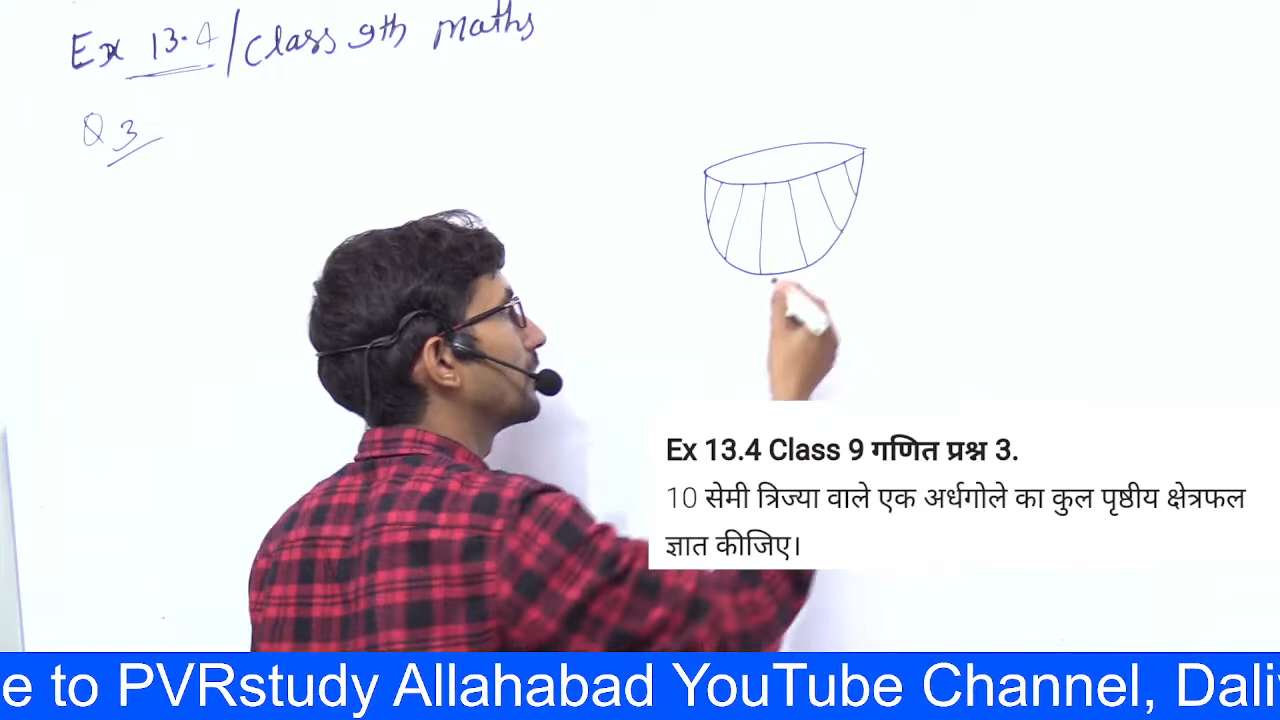 Ex 13.4 / Class 9th maths
Q 3
Ex 13.4 Class 9 गणित प्रश्न 3.
10 सेमी त्रिज्या वाले एक अर्धगोले का कुल पृष्ठीय क्षेत्रफल
ज्ञात कीजिए।
e to PVRstudy Allahabad YouTube Channel, Daliv